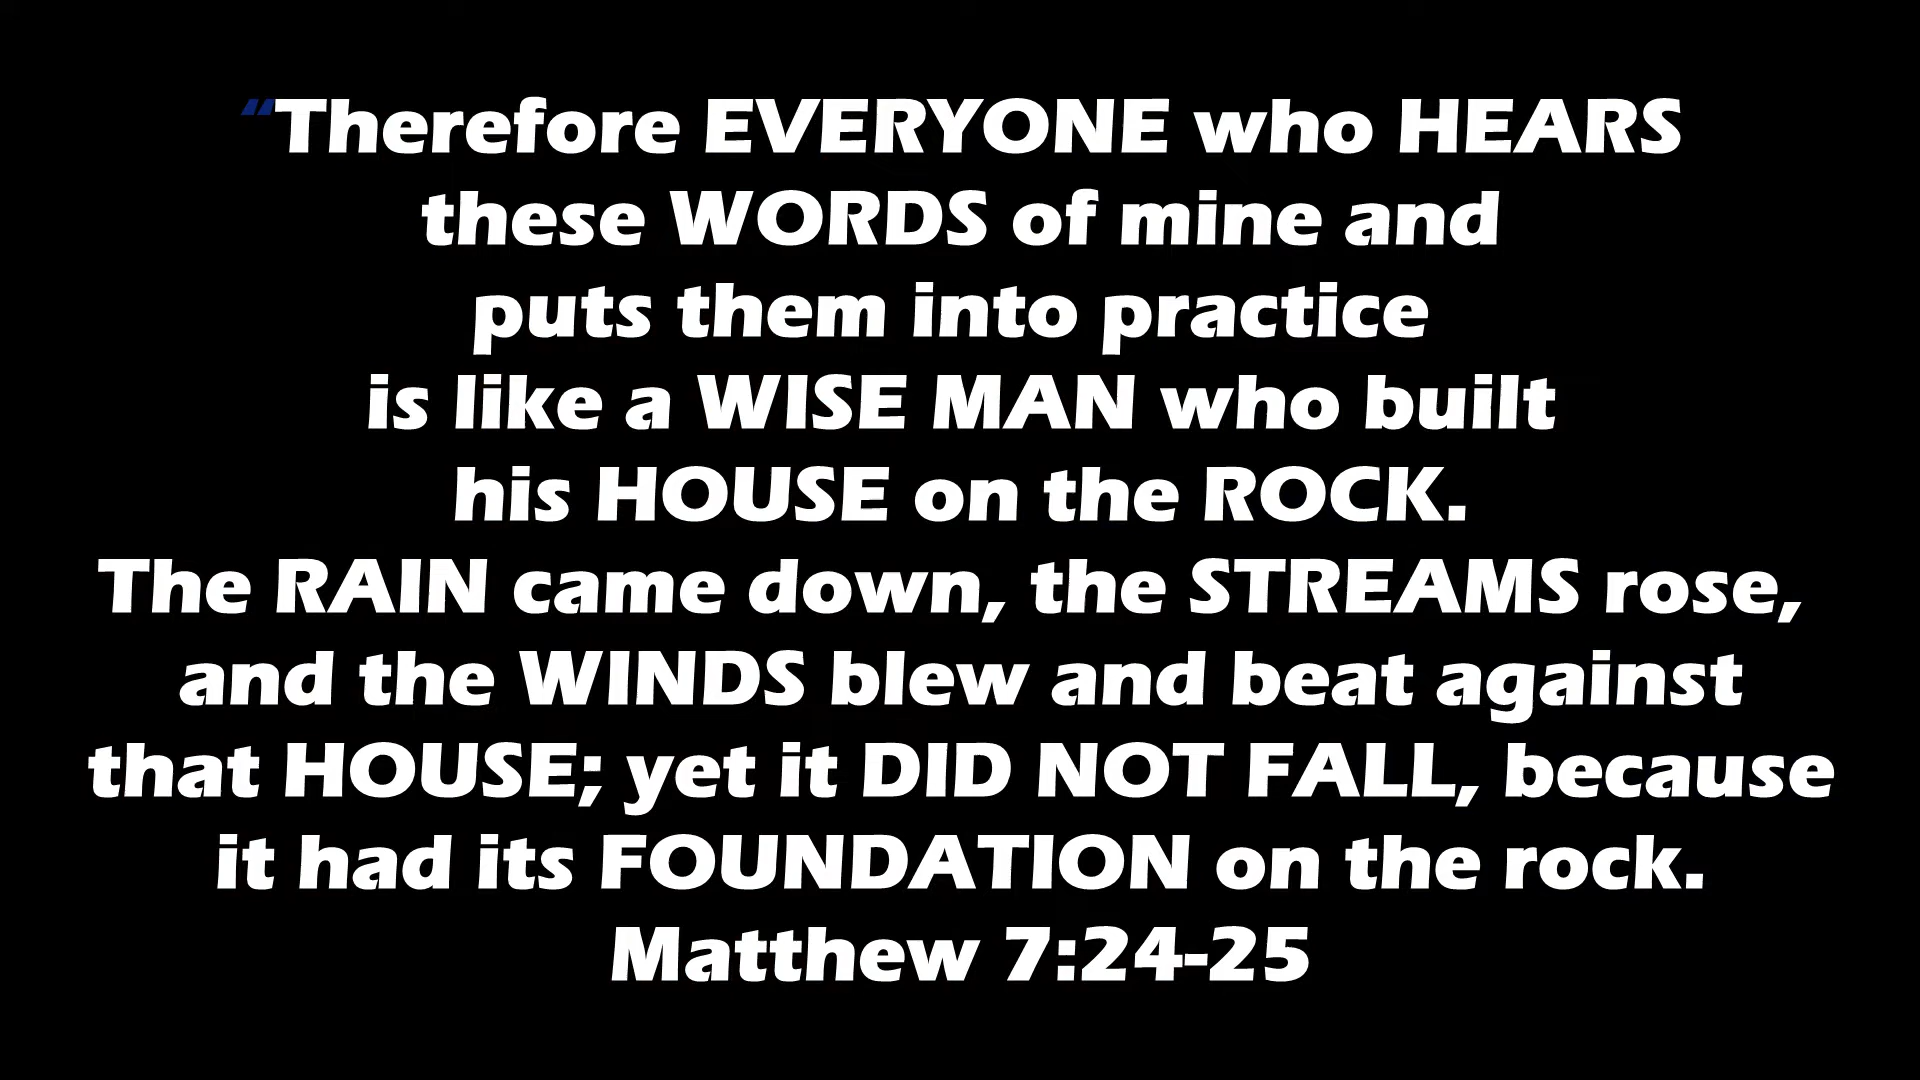 “Therefore EVERYONE who HEARS
these WORDS of mine and
puts them into practice
is like a WISE MAN who built
his HOUSE on the ROCK.
The RAIN came down, the STREAMS rose,
and the WINDS blew and beat against
that HOUSE; yet it DID NOT FALL, because
it had its FOUNDATION on the rock.
Matthew 7:24-25